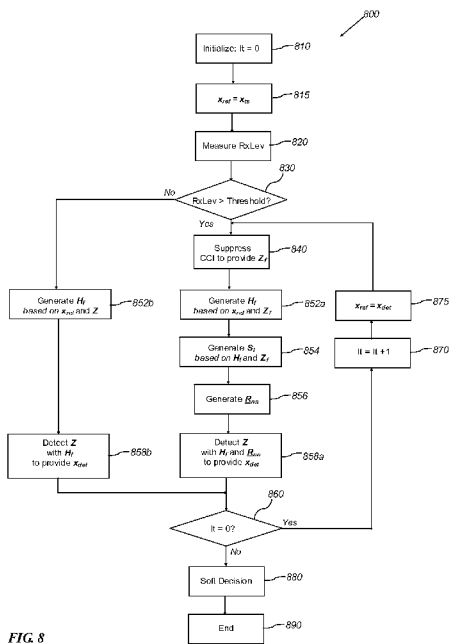 800
Initialize: It = 0
810
x_ref = x_ts
815
Measure RxLev
820
830
No
RxLev > Threshold?
Yes
Suppress
CCI to provide Z_f
840
Generate H_f
based on x_ref and Z
852b
Generate H_f
based on x_ref and Z_f
852a
x_ref = x_det
875
Generate S_i
based on H_f and Z_f
854
It = It + 1
870
Generate R_nn
856
Detect Z
with H_f
to provide x_det
858b
Detect Z
with H_f and R_nn
to provide x_det
858a
860
It = 0?
Yes
No
Soft Decision
880
End
890
FIG. 8